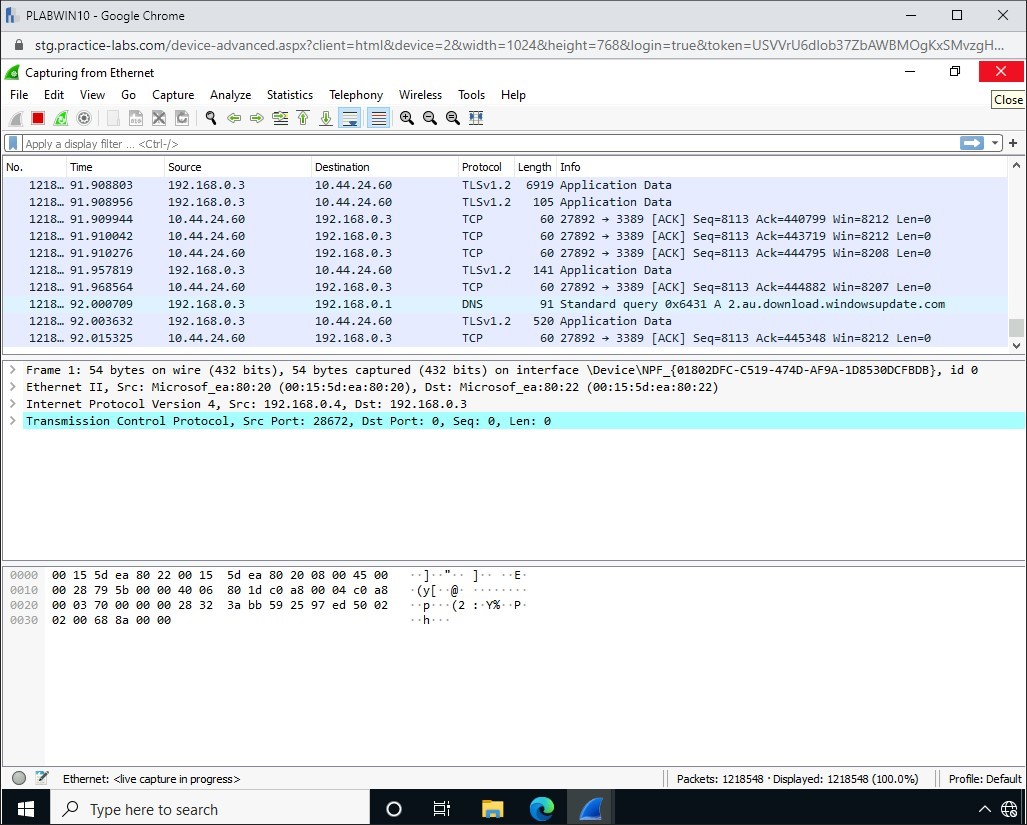 PLABWIN10 - Google Chrome
stg.practice-labs.com/device-advanced.aspx?client=html&device=2&width=1024&height=768&login=true&token=USVVrU6dIob37ZbAWBMOgKxSMvzgH...
Capturing from Ethernet
Close
File Edit View Go Capture Analyze Statistics Telephony Wireless Tools Help
Apply a display filter ... <Ctrl-/>
No. Time Source Destination Protocol Length Info
1218… 91.908803 192.168.0.3 10.44.24.60 TLSv1.2 6919 Application Data
1218… 91.908956 192.168.0.3 10.44.24.60 TLSv1.2 105 Application Data
1218… 91.909944 10.44.24.60 192.168.0.3 TCP 60 27892 → 3389 [ACK] Seq=8113 Ack=440799 Win=8212 Len=0
1218… 91.910042 10.44.24.60 192.168.0.3 TCP 60 27892 → 3389 [ACK] Seq=8113 Ack=443719 Win=8212 Len=0
1218… 91.910276 10.44.24.60 192.168.0.3 TCP 60 27892 → 3389 [ACK] Seq=8113 Ack=444795 Win=8208 Len=0
1218… 91.957819 192.168.0.3 10.44.24.60 TLSv1.2 141 Application Data
1218… 91.968564 10.44.24.60 192.168.0.3 TCP 60 27892 → 3389 [ACK] Seq=8113 Ack=444882 Win=8207 Len=0
1218… 92.000709 192.168.0.3 192.168.0.1 DNS 91 Standard query 0x6431 A 2.au.download.windowsupdate.com
1218… 92.003632 192.168.0.3 10.44.24.60 TLSv1.2 520 Application Data
1218… 92.015325 10.44.24.60 192.168.0.3 TCP 60 27892 → 3389 [ACK] Seq=8113 Ack=445348 Win=8212 Len=0
Frame 1: 54 bytes on wire (432 bits), 54 bytes captured (432 bits) on interface \Device\NPF_{01802DFC-C519-474D-AF9A-1D8530DCFBDB}, id 0
Ethernet II, Src: Microsof_ea:80:20 (00:15:5d:ea:80:20), Dst: Microsof_ea:80:22 (00:15:5d:ea:80:22)
Internet Protocol Version 4, Src: 192.168.0.4, Dst: 192.168.0.3
Transmission Control Protocol, Src Port: 28672, Dst Port: 0, Seq: 0, Len: 0
0000 00 15 5d ea 80 22 00 15 5d ea 80 20 08 00 45 00 ··]··"·· ]·· ··E·
0010 00 28 79 5b 00 00 40 06 80 1d c0 a8 00 04 c0 a8 ·(y[··@· ········
0020 00 03 70 00 00 00 28 32 3a bb 59 25 97 ed 50 02 ··p···(2 :·Y%··P·
0030 02 00 68 8a 00 00 ··h···
Ethernet: <live capture in progress>
Packets: 1218548 · Displayed: 1218548 (100.0%)
Profile: Default
Type here to search